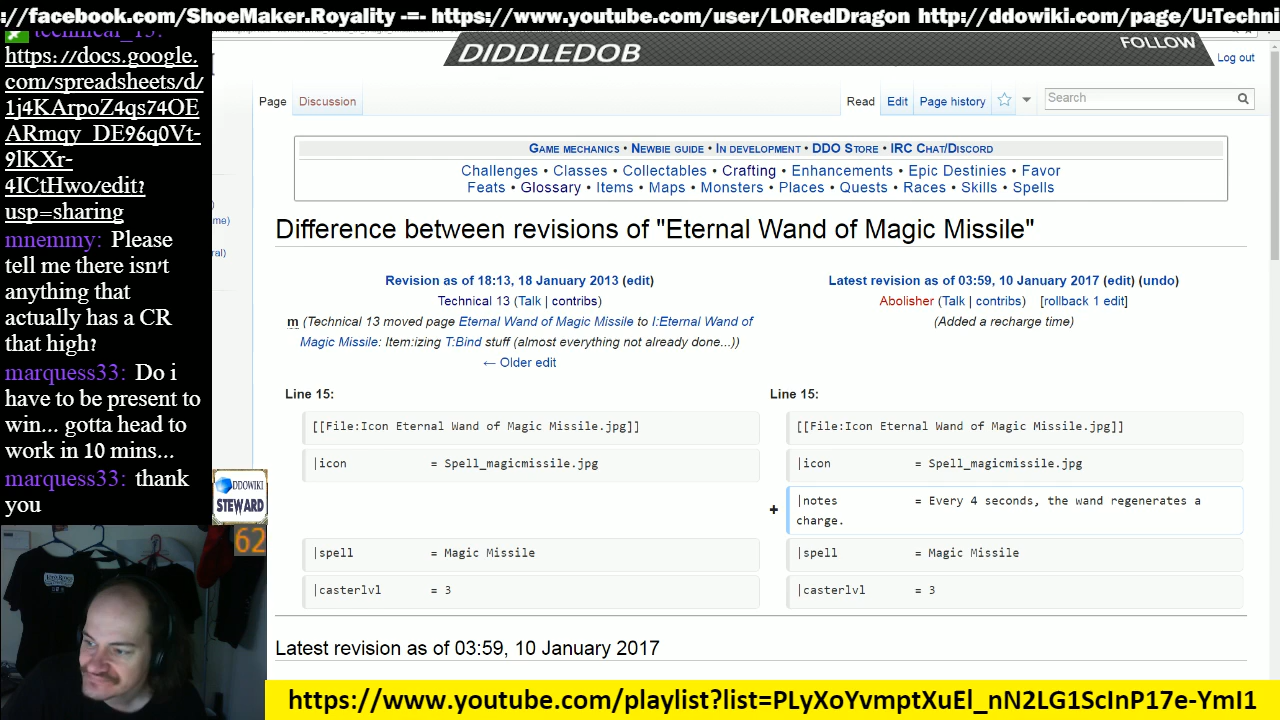 ://facebook.com/ShoeMaker.Royality -=- https://www.youtube.com/user/L0RedDragon http://ddowiki.com/page/U:Techni
technical_13:
https://docs.google.
com/spreadsheets/d/
1j4KArpoZ4qs74OE
ARmqy_DE96q0Vt-
9lKXr-
4ICtHwo/edit?
usp=sharing
mnemmy: Please
tell me there isn't
anything that
actually has a CR
that high?
marquess33: Do i
have to be present to
win... gotta head to
work in 10 mins...
marquess33: thank
you
DDOWIKI
STEWARD
62
me)
ral)
DIDDLEDOB
FOLLOW
Log out
Page Discussion Read Edit Page history Search
Game mechanics • Newbie guide • In development • DDO Store • IRC Chat/Discord
Challenges • Classes • Collectables • Crafting • Enhancements • Epic Destinies • Favor
Feats • Glossary • Items • Maps • Monsters • Places • Quests • Races • Skills • Spells
Difference between revisions of "Eternal Wand of Magic Missile"
Revision as of 18:13, 18 January 2013 (edit)
Technical 13 (Talk | contribs)
m (Technical 13 moved page Eternal Wand of Magic Missile to I:Eternal Wand of
Magic Missile: Item:izing T:Bind stuff (almost everything not already done...))
← Older edit
Latest revision as of 03:59, 10 January 2017 (edit) (undo)
Abolisher (Talk | contribs) [rollback 1 edit]
(Added a recharge time)
Line 15:
[[File:Icon Eternal Wand of Magic Missile.jpg]]
|icon = Spell_magicmissile.jpg
|spell = Magic Missile
|casterlvl = 3
Line 15:
[[File:Icon Eternal Wand of Magic Missile.jpg]]
|icon = Spell_magicmissile.jpg
+ |notes = Every 4 seconds, the wand regenerates a
charge.
|spell = Magic Missile
|casterlvl = 3
Latest revision as of 03:59, 10 January 2017
https://www.youtube.com/playlist?list=PLyXoYvmptXuEl_nN2LG1ScInP17e-YmI1